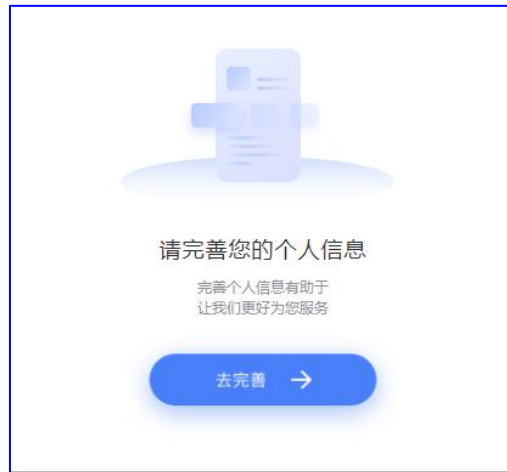 请完善您的个人信息
完善个人信息有助于
让我们更好为您服务
去完善